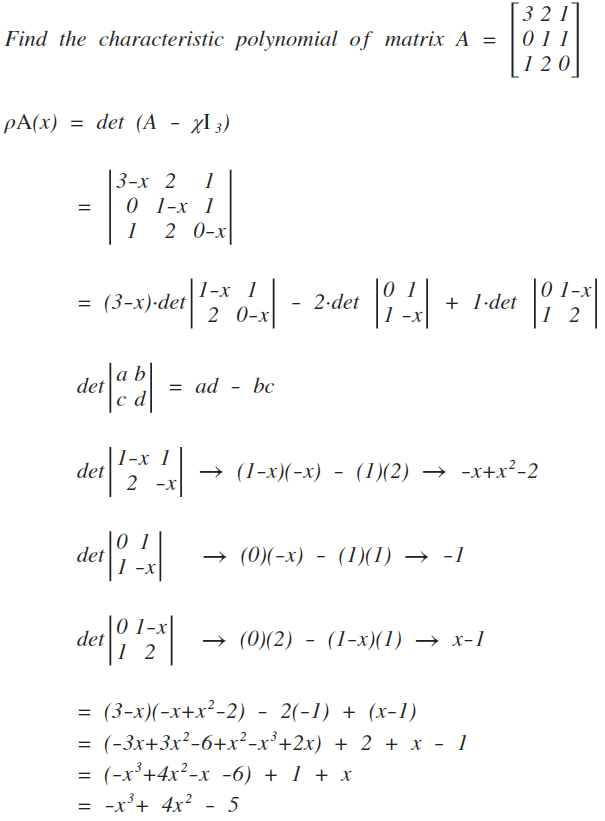 Find the characteristic polynomial of matrix A = [3 2 1
0 1 1
1 2 0]
ρA(x) = det (A - χI₃)
= |3-x 2 1
0 1-x 1
1 2 0-x|
= (3-x)·det|1-x 1
2 0-x| - 2·det |0 1
1 -x| + 1·det |0 1-x
1 2|
det|a b
c d| = ad - bc
det|1-x 1
2 -x| → (1-x)(-x) - (1)(2) → -x+x²-2
det|0 1
1 -x| → (0)(-x) - (1)(1) → -1
det|0 1-x
1 2| → (0)(2) - (1-x)(1) → x-1
= (3-x)(-x+x²-2) - 2(-1) + (x-1)
= (-3x+3x²-6+x²-x³+2x) + 2 + x - 1
= (-x³+4x²-x -6) + 1 + x
= -x³+ 4x² - 5